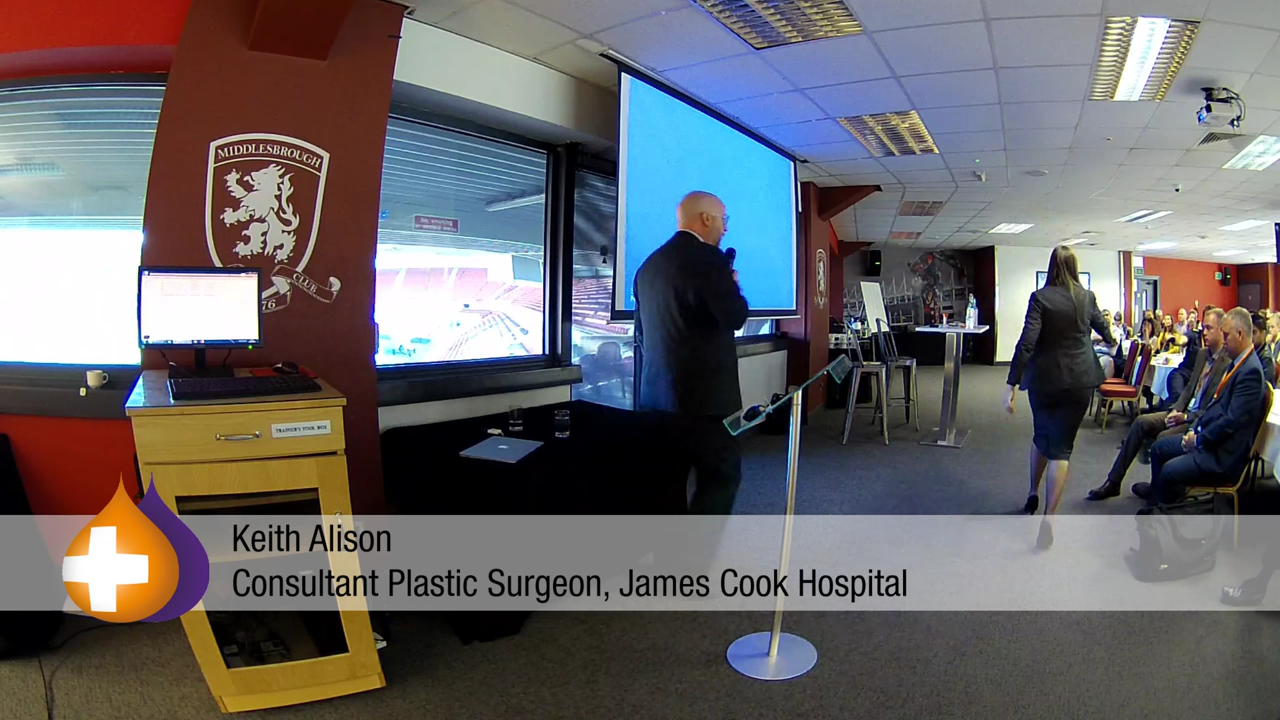 MIDDLESBROUGH
CLUB
76
TRAINER'S TOOL BOX
Keith Alison
Consultant Plastic Surgeon, James Cook Hospital